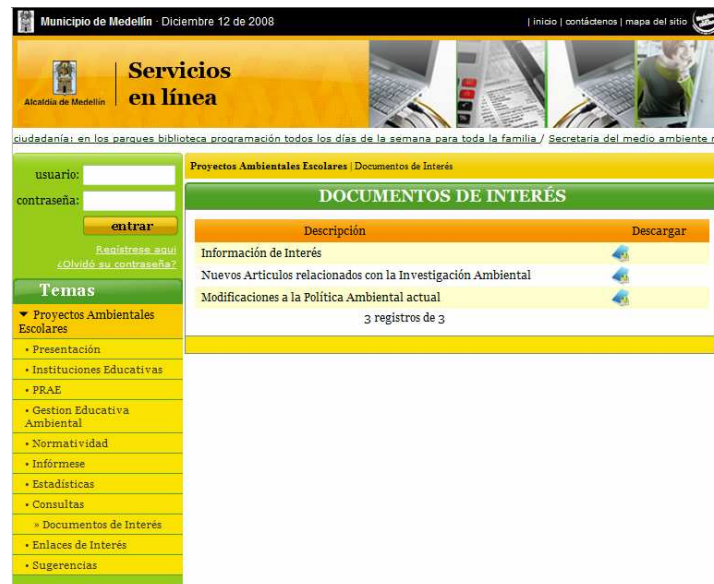 Municipio de Medellín · Diciembre 12 de 2008
| inicio | contáctenos | mapa del sitio
Alcaldía de Medellín
Servicios
en línea
ciudadanía: en los parques biblioteca programación todos los días de la semana para toda la familia / Secretaria del medio ambiente
usuario:
contraseña:
entrar
Regístrese aqui
¿Olvidó su contraseña?
Temas
▼ Proyectos Ambientales
Escolares
• Presentación
• Instituciones Educativas
• PRAE
• Gestion Educativa
Ambiental
• Normatividad
• Infórmese
• Estadísticas
• Consultas
» Documentos de Interés
• Enlaces de Interés
• Sugerencias
Proyectos Ambientales Escolares | Documentos de Interés
DOCUMENTOS DE INTERÉS
Descripción Descargar
Información de Interés
Nuevos Articulos relacionados con la Investigación Ambiental
Modificaciones a la Política Ambiental actual
3 registros de 3